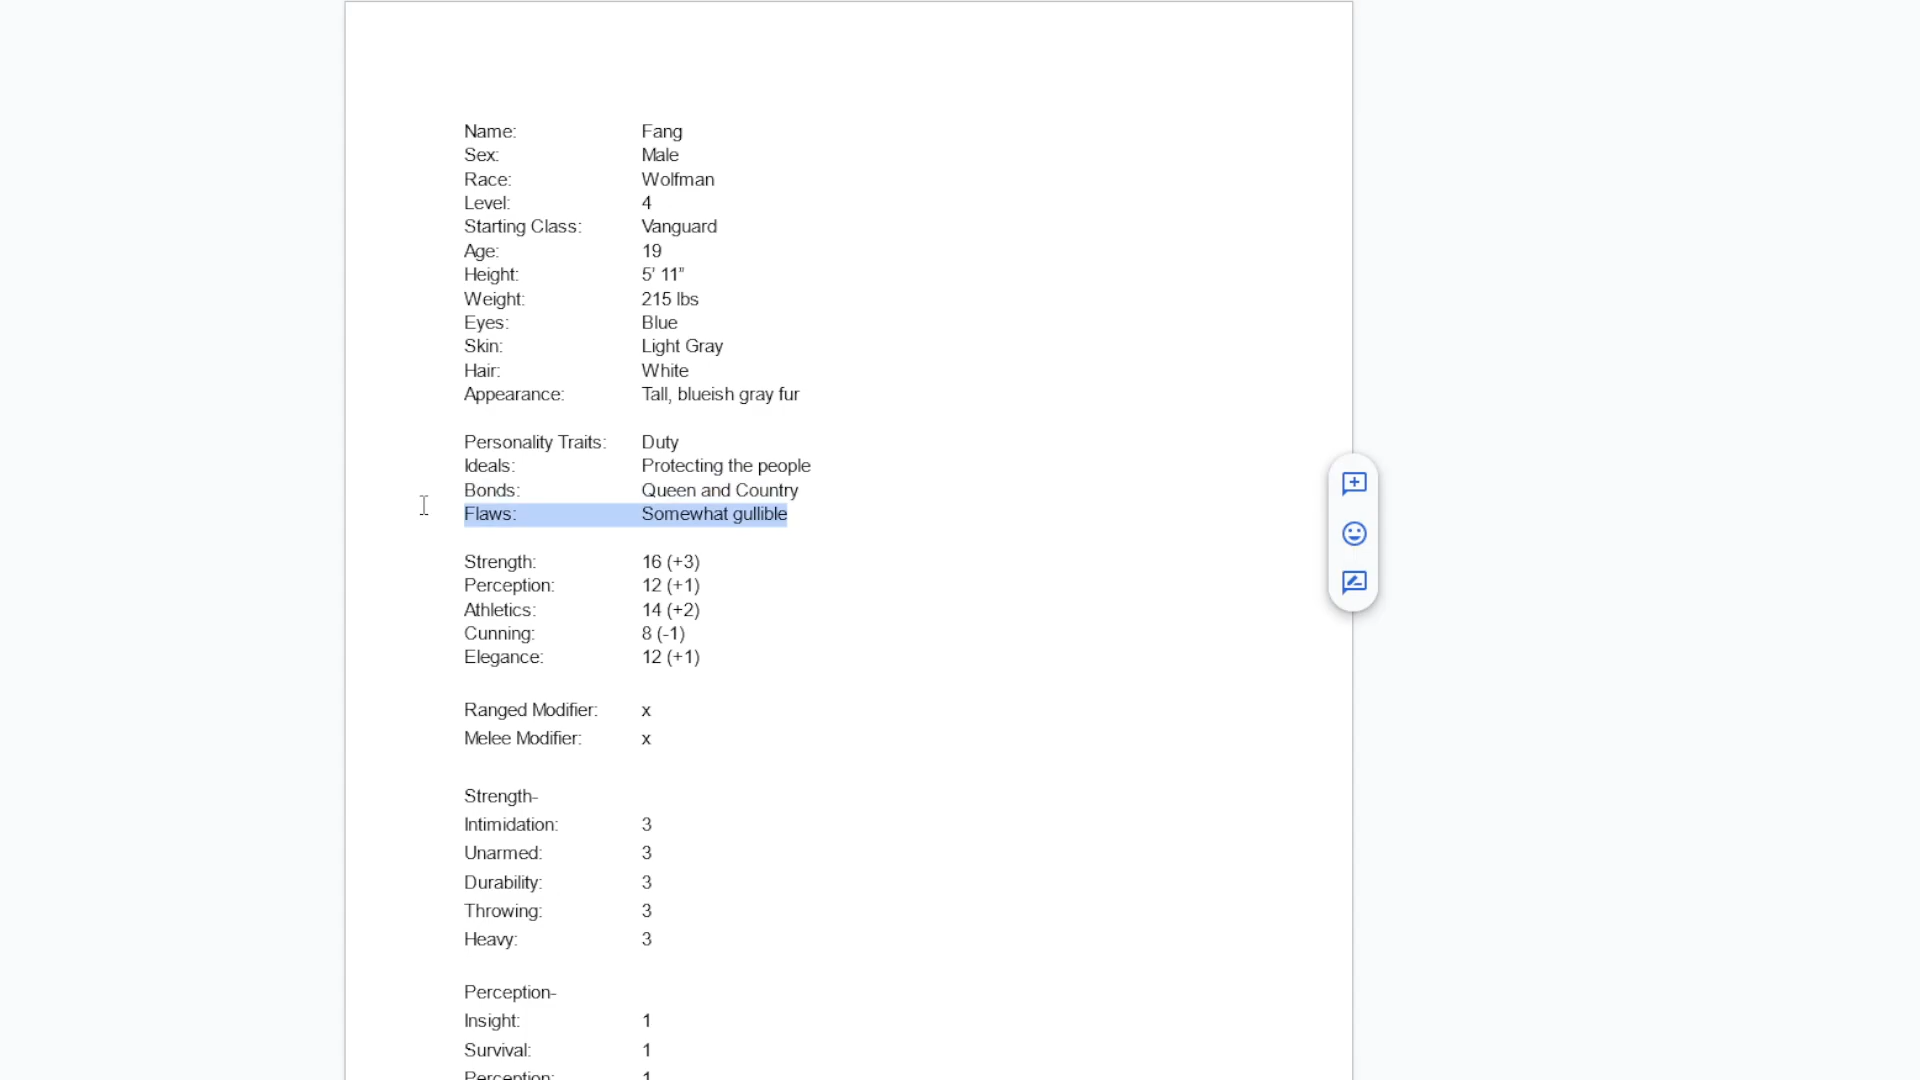 Name: Fang
Sex: Male
Race: Wolfman
Level: 4
Starting Class: Vanguard
Age: 19
Height: 5’ 11”
Weight: 215 lbs
Eyes: Blue
Skin: Light Gray
Hair: White
Appearance: Tall, blueish gray fur
Personality Traits: Duty
Ideals: Protecting the people
Bonds: Queen and Country
Flaws: Somewhat gullible
Strength: 16 (+3)
Perception: 12 (+1)
Athletics: 14 (+2)
Cunning: 8 (-1)
Elegance: 12 (+1)
Ranged Modifier: x
Melee Modifier: x
Strength-
Intimidation: 3
Unarmed: 3
Durability: 3
Throwing: 3
Heavy: 3
Perception-
Insight: 1
Survival: 1
Perception: 1